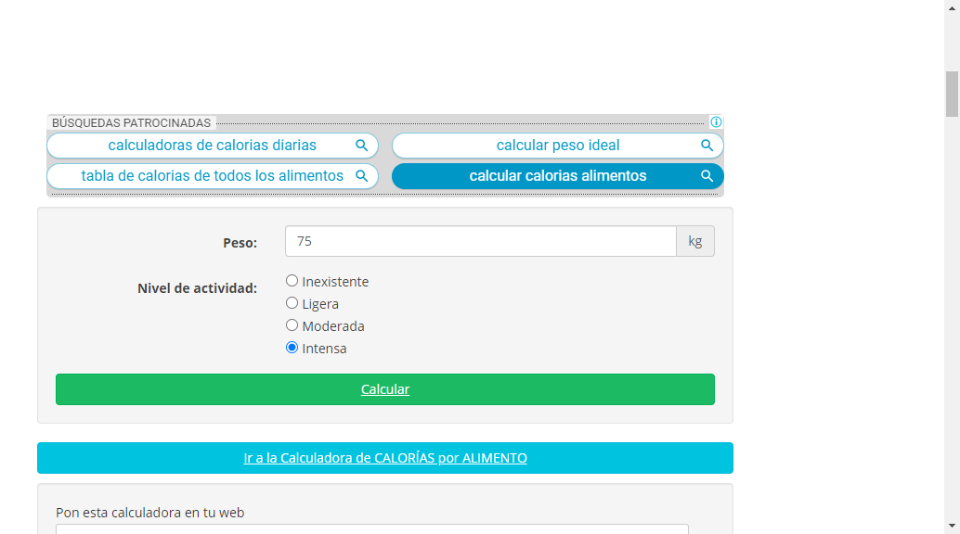 BÚSQUEDAS PATROCINADAS
calculadoras de calorias diarias
calcular peso ideal
tabla de calorias de todos los alimentos
calcular calorias alimentos
Peso:
75
kg
Nivel de actividad:
Inexistente
Ligera
Moderada
Intensa
Calcular
Ir a la Calculadora de CALORÍAS por ALIMENTO
Pon esta calculadora en tu web